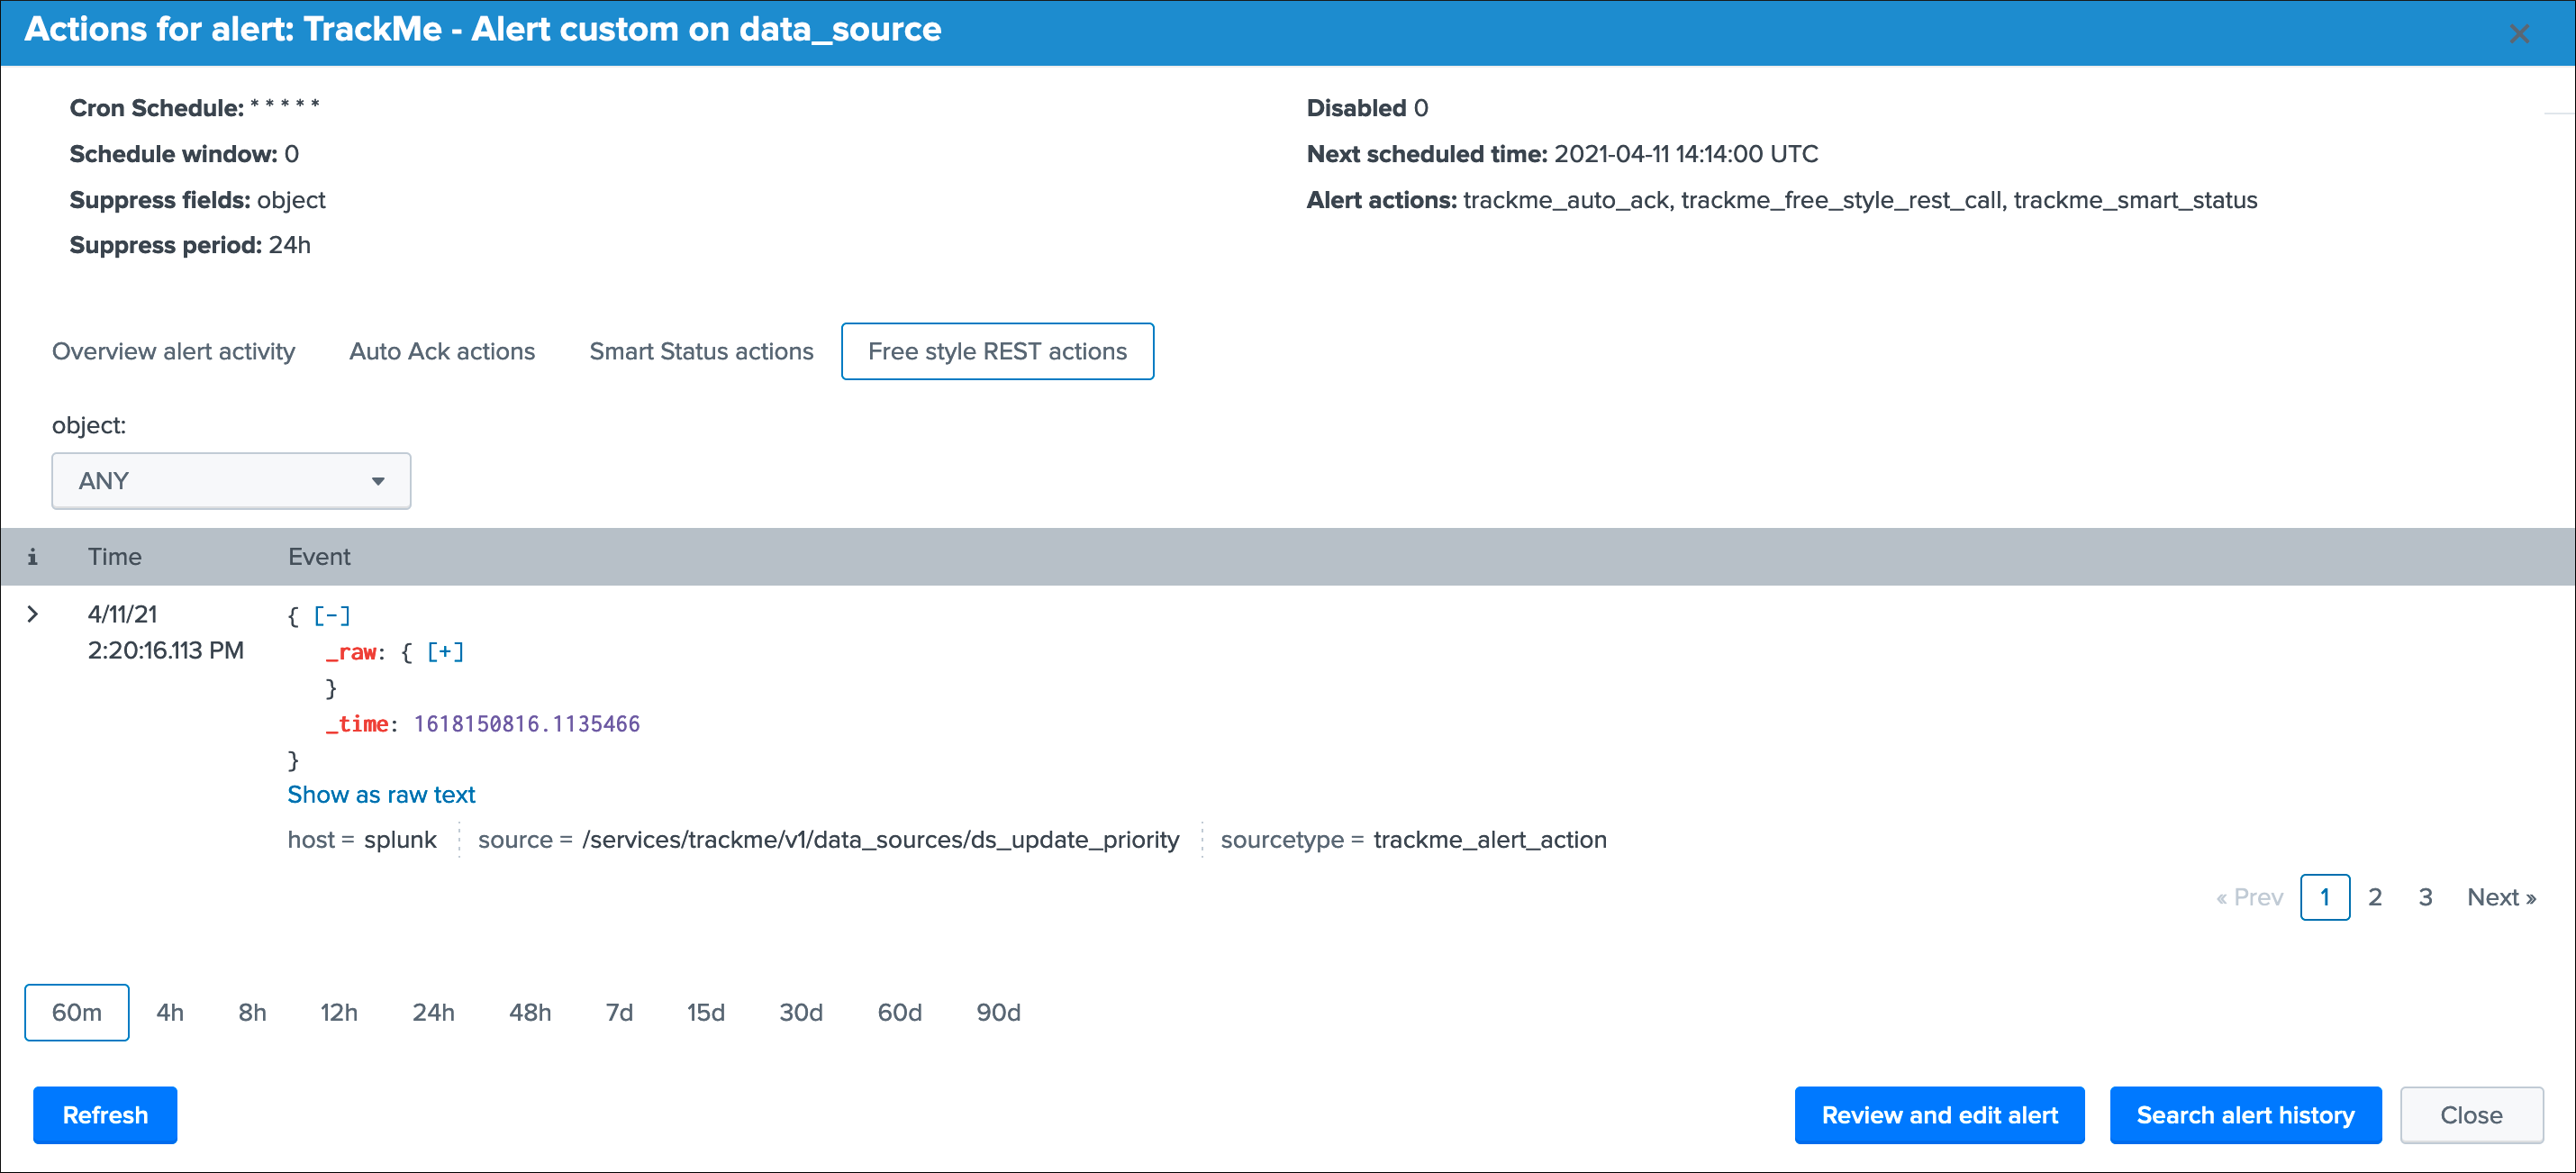 Actions for alert: TrackMe - Alert custom on data_source
Cron Schedule: * * * * *
Disabled 0
Schedule window: 0
Next scheduled time: 2021-04-11 14:14:00 UTC
Suppress fields: object
Alert actions: trackme_auto_ack, trackme_free_style_rest_call, trackme_smart_status
Suppress period: 24h
Overview alert activity Auto Ack actions Smart Status actions Free style REST actions
object:
ANY
i Time Event
4/11/21
2:20:16.113 PM
{ [-]
_raw: { [+]
}
_time: 1618150816.1135466
}
Show as raw text
host = splunk source = /services/trackme/v1/data_sources/ds_update_priority sourcetype = trackme_alert_action
« Prev 1 2 3 Next »
60m 4h 8h 12h 24h 48h 7d 15d 30d 60d 90d
Refresh Review and edit alert Search alert history Close